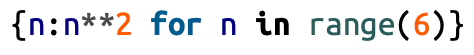 {n:n**2 for n in range(6)}